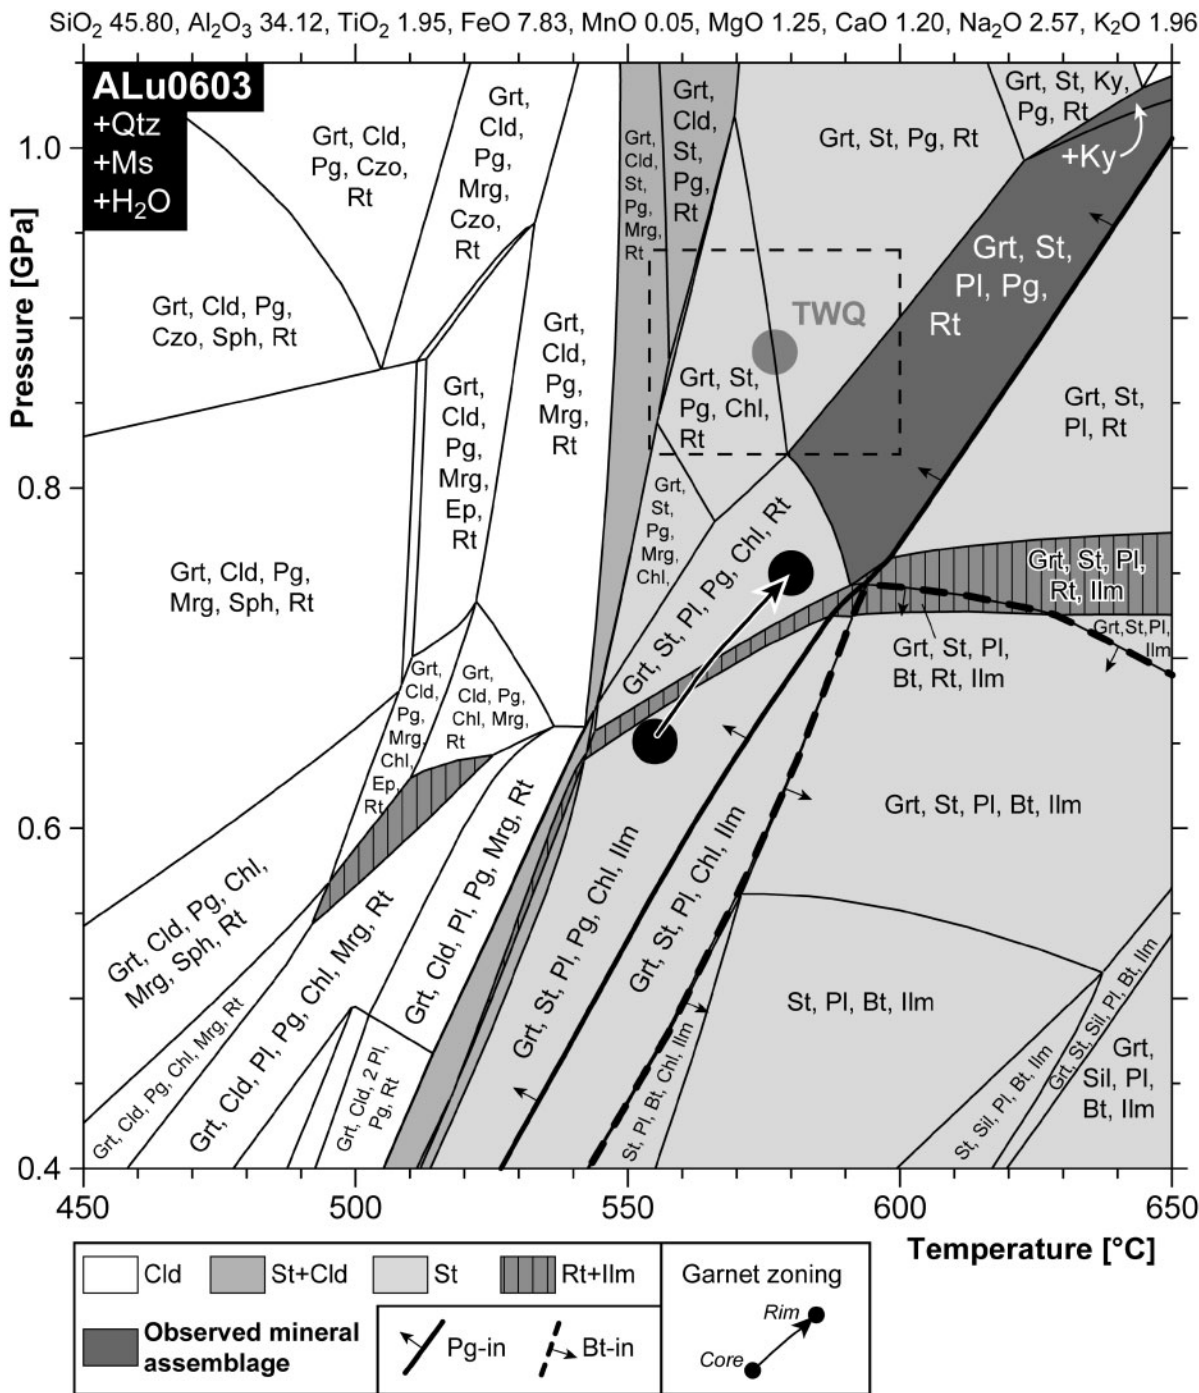 SiO2 45.80, Al2O3 34.12, TiO2 1.95, FeO 7.83, MnO 0.05, MgO 1.25, CaO 1.20, Na2O 2.57, K2O 1.96
ALu0603
+Qtz
+Ms
+H2O
Grt, Cld,
Pg, Czo,
Rt
Grt,
Cld,
Pg,
Mrg,
Czo,
Rt
Grt,
Cld,
St,
Pg,
Mrg,
Rt
Grt,
Cld,
St,
Pg,
Rt
Grt, St, Pg, Rt
Grt, St, Ky,
Pg, Rt
+Ky
Grt, St,
Pl, Pg,
Rt
Grt, Cld, Pg,
Czo, Sph, Rt
Grt,
Cld,
Pg,
Mrg,
Rt
TWQ
Grt, St,
Pg, Chl,
Rt
Grt,
Cld,
Pg,
Mrg,
Ep,
Rt
Grt, St,
Pl, Rt
Grt,
St,
Pg,
Mrg,
Chl,
Grt, St, Pl, Pg, Chl, Rt
Grt, Cld, Pg,
Mrg, Sph, Rt
Grt, St, Pl,
Rt, Ilm
Grt,St,Pl,
Ilm
Grt, St, Pl,
Bt, Rt, Ilm
Grt,
Cld,
Pg,
Mrg,
Chl,
Ep,
Rt
Grt,
Cld, Pg,
Chl, Mrg,
Rt
Grt, St, Pl, Bt, Ilm
Grt, Cld, Pg, Chl,
Mrg, Sph, Rt
Grt, Cld, Pg, Chl, Mrg, Rt
Grt, Cld, Pl, Pg, Chl, Mrg, Rt
Grt, Cld, Pl, Pg, Mrg, Rt
Grt, Cld, 2 Pl,
Pg, Rt
Grt, St, Pl, Pg, Chl, Ilm
Grt, St, Pl, Chl, Ilm
St, Pl, Bt, Chl, Ilm
St, Pl, Bt, Ilm
St, Sil, Pl, Bt, Ilm
Grt, St, Sil, Pl, Bt, Ilm
Grt,
Sil, Pl,
Bt, Ilm
Pressure [GPa]
1.0
0.8
0.6
0.4
450
500
550
600
650
Temperature [°C]
Cld
St+Cld
St
Rt+Ilm
Observed mineral
assemblage
Pg-in
Bt-in
Garnet zoning
Rim
Core